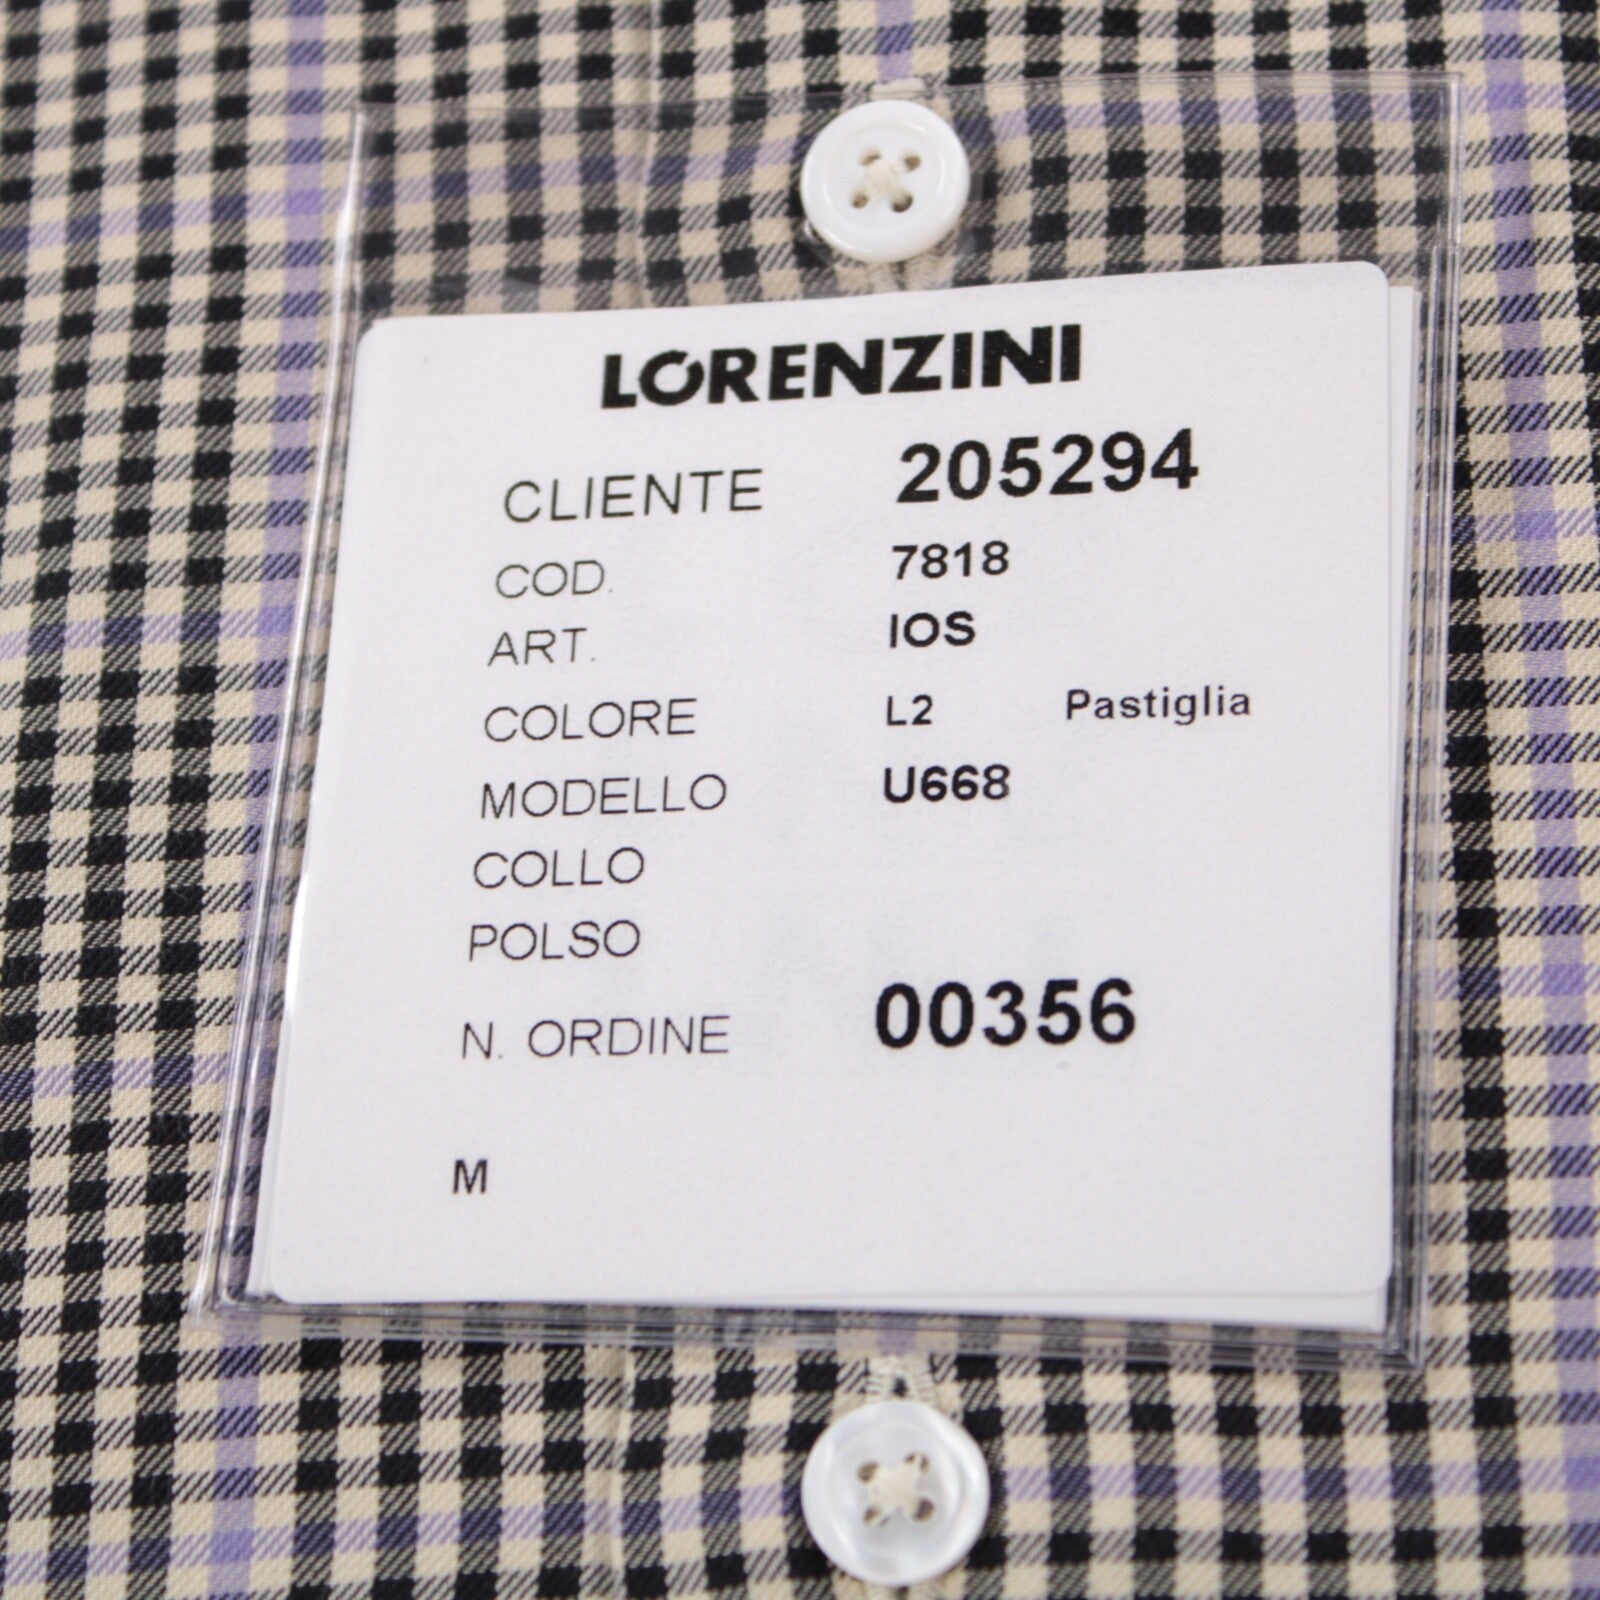 LORENZINI
CLIENTE 205294
COD. 7818
ART. IOS
COLORE L2 Pastiglia
MODELLO U668
COLLO
POLSO
N. ORDINE 00356
M